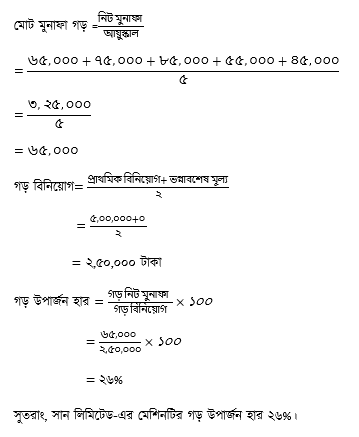 মোট মুনাফা গড় = নিট মুনাফা / আয়ুষ্কাল
= ৬৫,০০০ + ৭৫,০০০ + ৮৫,০০০ + ৫৫,০০০ + ৪৫,০০০ / ৫
= ৩,২৫,০০০ / ৫
= ৬৫,০০০
গড় বিনিয়োগ= প্রাথমিক বিনিয়োগ+ ভগ্নাবশেষ মূল্য / ২
= ৫,০০,০০০+০ / ২
= ২,৫০,০০০ টাকা
গড় উপার্জন হার = গড় নিট মুনাফা / গড় বিনিয়োগ × ১০০
= ৬৫,০০০ / ২,৫০,০০০ × ১০০
= ২৬%
সুতরাং, সান লিমিটেড-এর মেশিনটির গড় উপার্জন হার ২৬%।